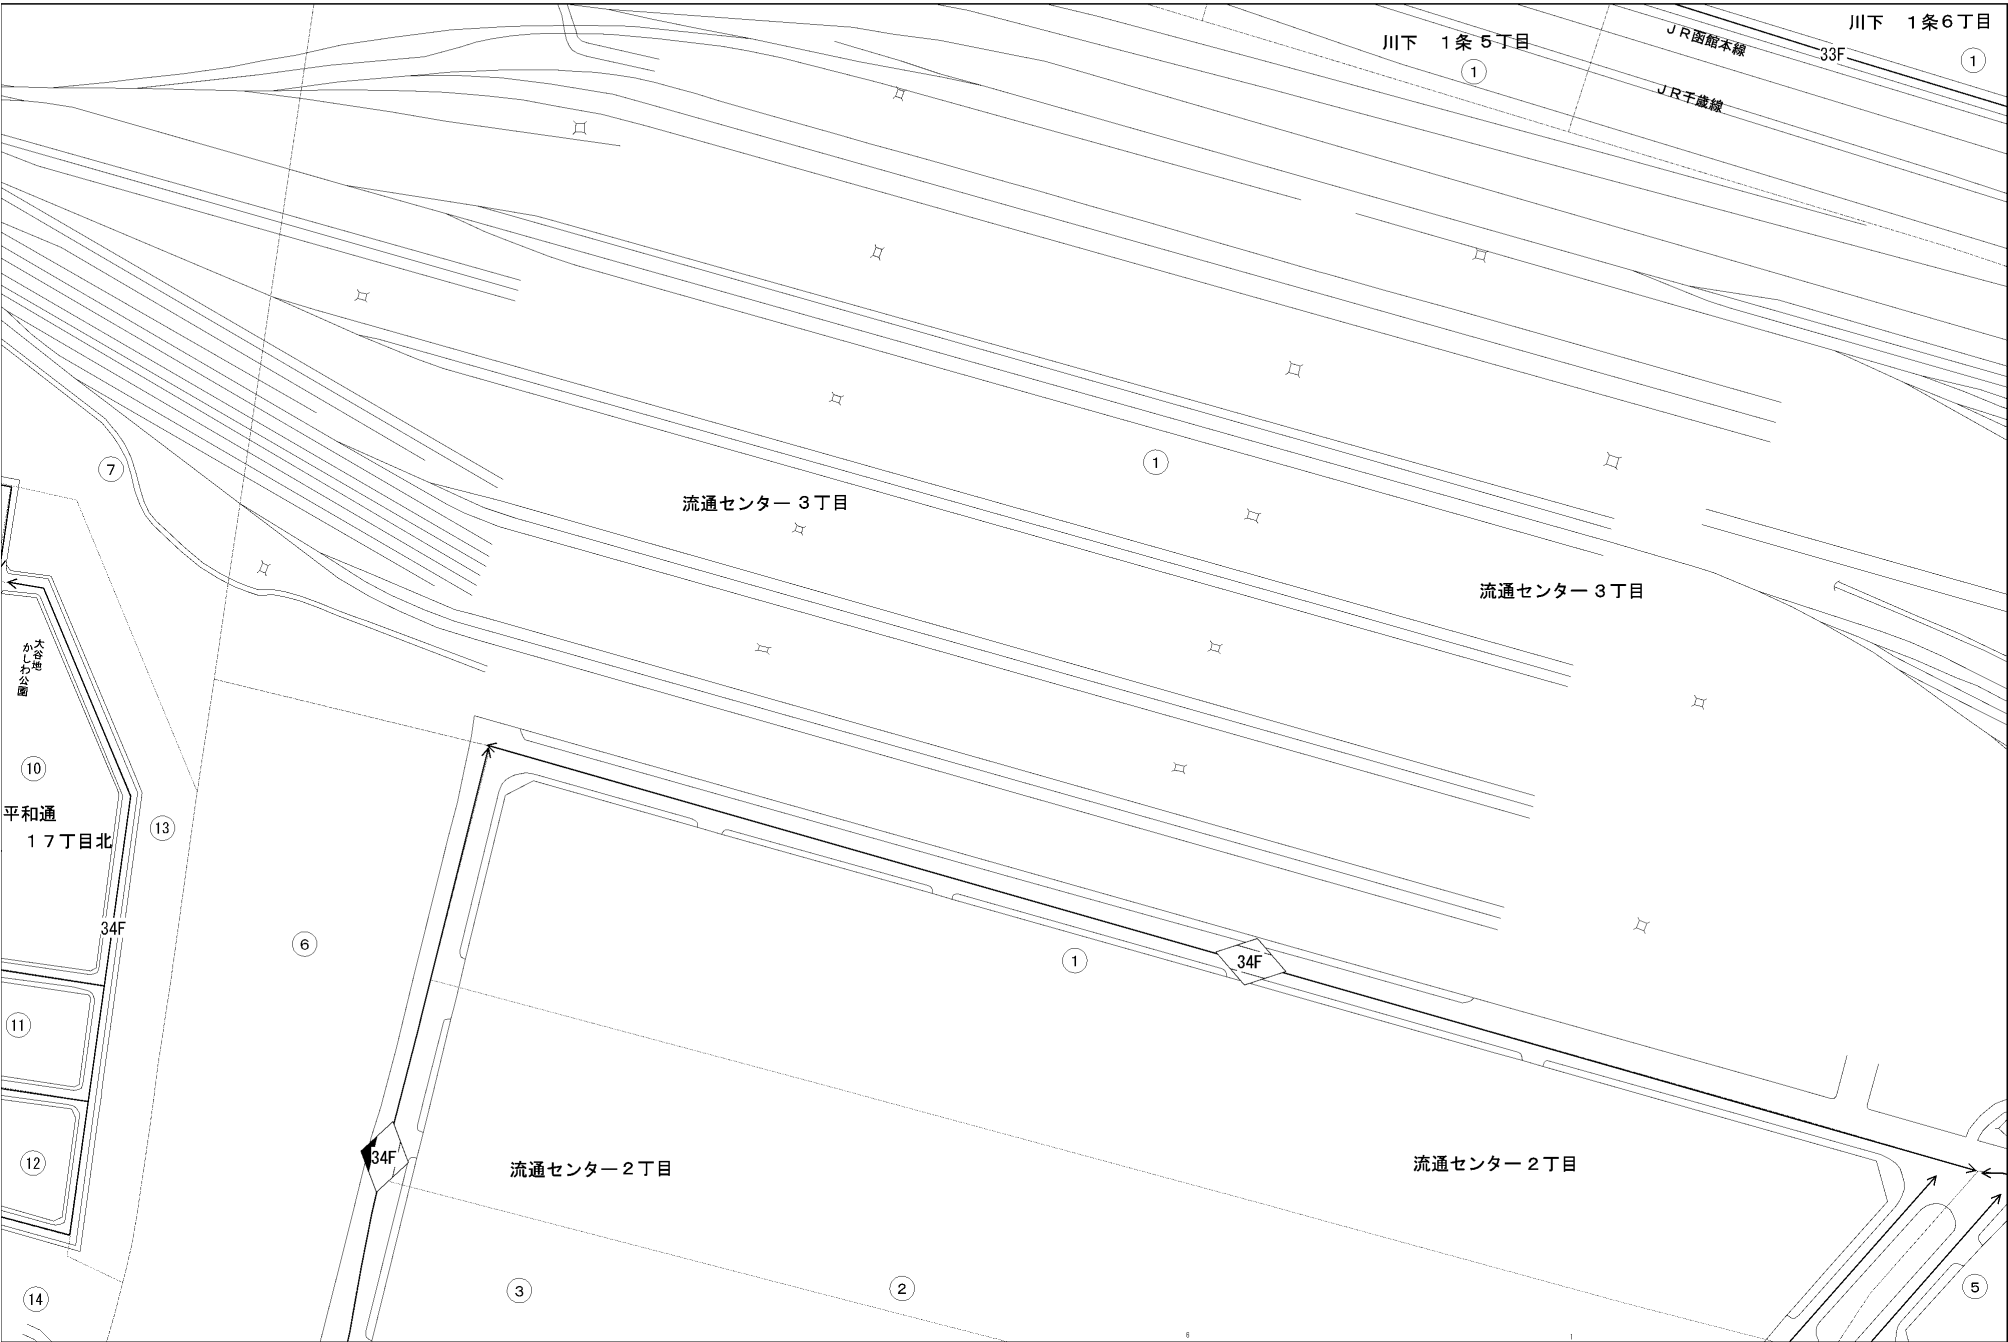 川下　1条6丁目
川下　1条5丁目
①
ＪＲ函館本線
33F
①
ＪＲ千歳線
①
⑦
流通センター３丁目
流通センター３丁目
大谷地
かしわ公園
⑩
平和通
１７丁目北
⑬
34F
⑥
①
34F
⑪
34F
⑫
流通センター２丁目
流通センター２丁目
③
②
⑤
⑭
6
1